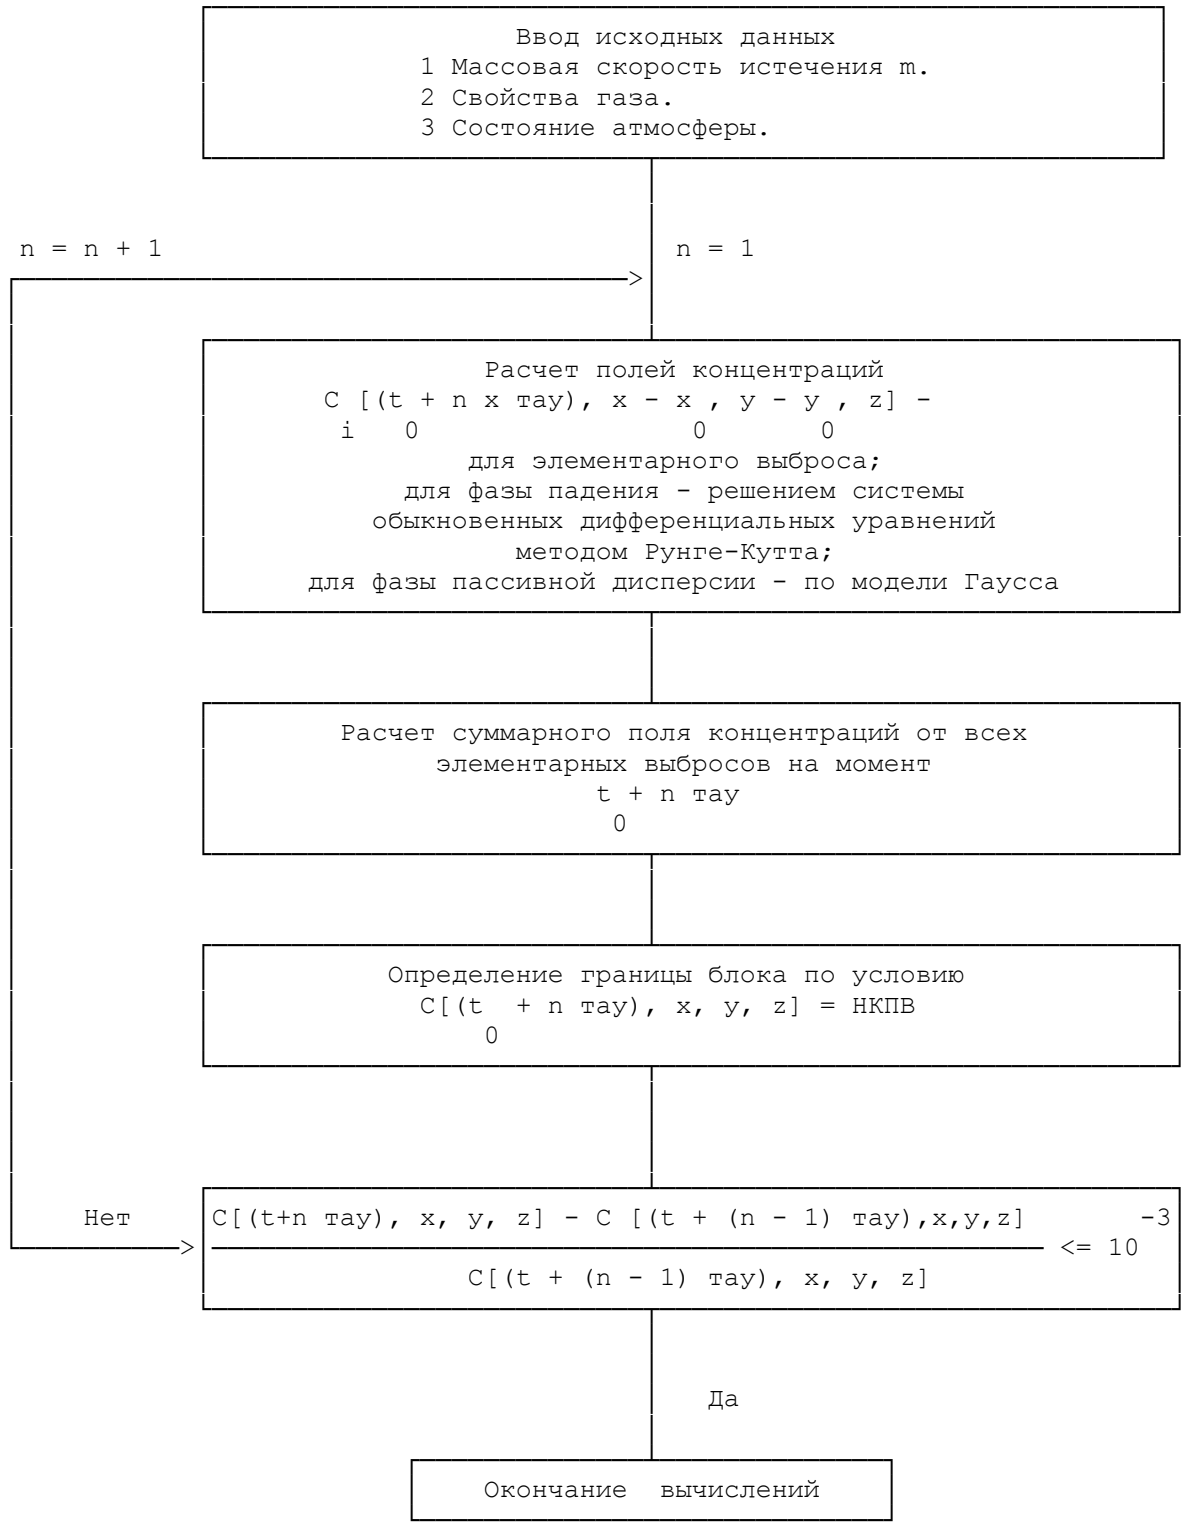 Ввод исходных данных
1 Массовая скорость истечения m.
2 Свойства газа.
3 Состояние атмосферы.
n = n + 1
n = 1
Расчет полей концентраций
C [(t + n x тау), x - x , y - y , z] -
i 0 0 0
для элементарного выброса;
для фазы падения - решением системы
обыкновенных дифференциальных уравнений
методом Рунге-Кутта;
для фазы пассивной дисперсии - по модели Гаусса
Расчет суммарного поля концентраций от всех
элементарных выбросов на момент
t + n тау
0
Определение границы блока по условию
C[(t + n тау), x, y, z] = НКПВ
0
Нет
C[(t+n тау), x, y, z] - C [(t + (n - 1) тау),x,y,z] -3
<= 10
C[(t + (n - 1) тау), x, y, z]
Да
Окончание вычислений